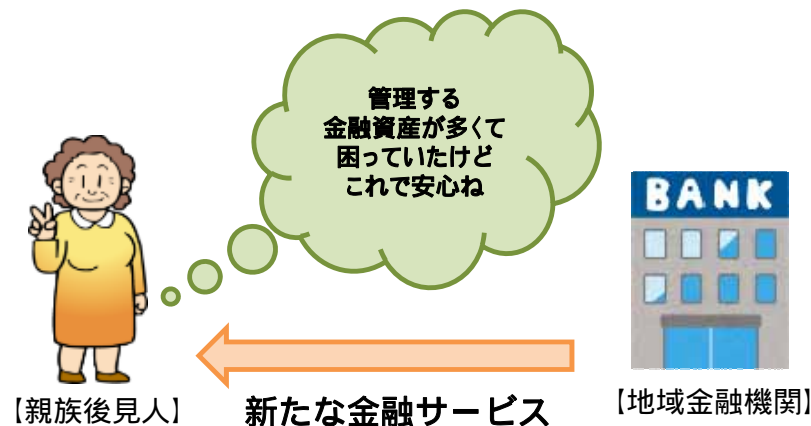 管理する
金融資産が多くて
困っていたけど
これで安心ね
BANK
【親族後見人】
新たな金融サービス
【地域金融機関】